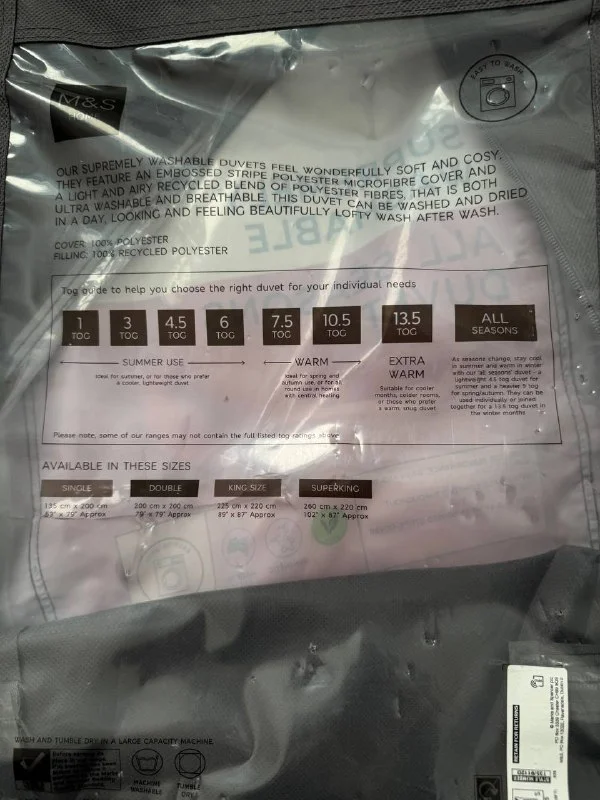 M&S
HOME
EASY TO WASH
OUR SUPREMELY WASHABLE DUVETS FEEL WONDERFULLY SOFT AND COSY.
THEY FEATURE AN EMBOSSED STRIPE POLYESTER MICROFIBRE COVER AND
A LIGHT AND AIRY RECYCLED BLEND OF POLYESTER FIBRES, THAT IS BOTH
ULTRA WASHABLE AND BREATHABLE. THIS DUVET CAN BE WASHED AND DRIED
IN A DAY, LOOKING AND FEELING BEAUTIFULLY LOFTY WASH AFTER WASH.
COVER: 100% POLYESTER
FILLING: 100% RECYCLED POLYESTER
Tog guide to help you choose the right duvet for your individual needs
1 TOG
3 TOG
4.5 TOG
6 TOG
7.5 TOG
10.5 TOG
13.5 TOG
ALL SEASONS
SUMMER USE
Ideal for summer, or for those who prefer
a cooler, lightweight duvet
WARM
Ideal for spring and
autumn use, or for all
round use in homes
with central heating
EXTRA
WARM
Suitable for cooler
months, colder rooms,
or those who prefer
a warm, snug duvet
As seasons change, stay cool
in summer and warm in winter
with our 'all seasons' duvet - a
lightweight 4.5 tog duvet for
summer and a heavier 9 tog
for spring/autumn. They can be
used individually or joined
together for a 13.5 tog duvet in
the winter months
Please note, some of our ranges may not contain the full listed tog ratings above
AVAILABLE IN THESE SIZES
SINGLE
135 cm x 200 cm
53" x 79" Approx
DOUBLE
200 cm x 200 cm
79" x 79" Approx
KING SIZE
225 cm x 220 cm
89" x 87" Approx
SUPERKING
260 cm x 220 cm
102" x 87" Approx
WASH AND TUMBLE DRY IN A LARGE CAPACITY MACHINE
MACHINE
WASHABLE
TUMBLE
DRY
RETAIN FOR RETURNS
STYLE NUMBER